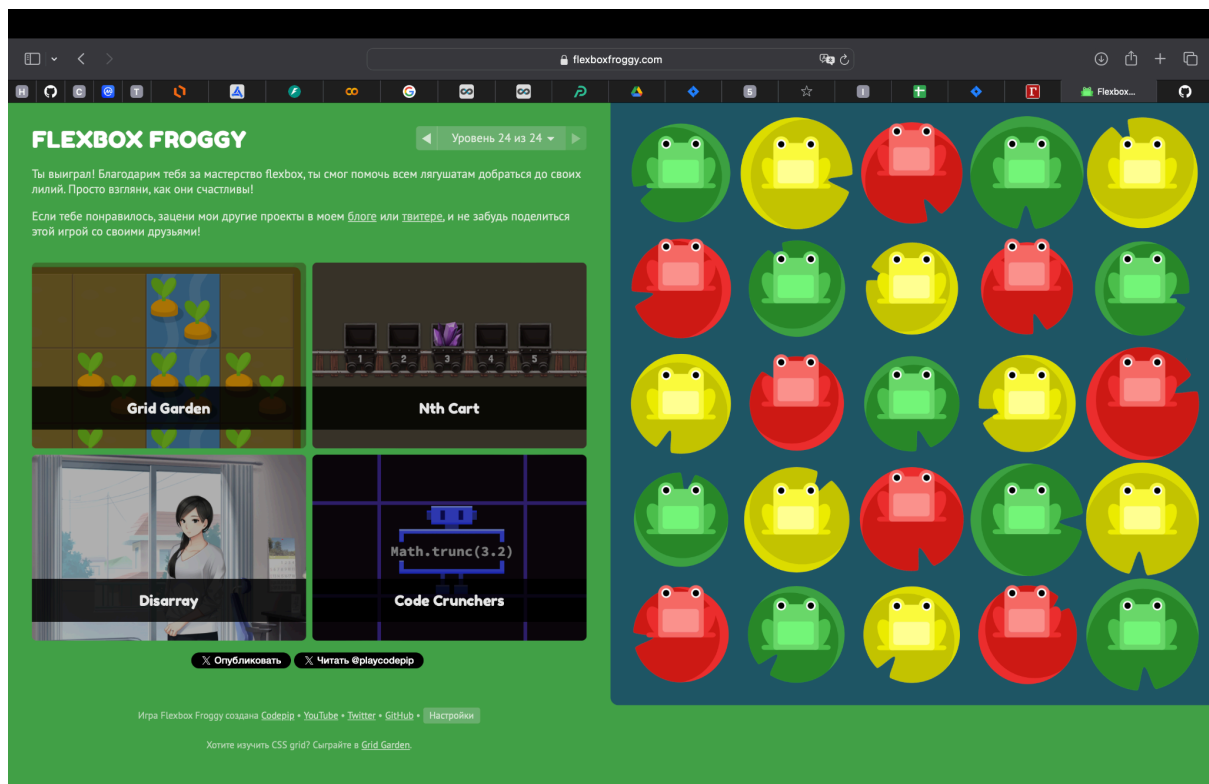 flexboxfroggy.com
H C T 5 I Г Flexbox...
FLEXBOX FROGGY
Уровень 24 из 24
Ты выиграл! Благодарим тебя за мастерство flexbox, ты смог помочь всем лягушатам добраться до своих
лилий. Просто взгляни, как они счастливы!
Если тебе понравилось, зацени мои другие проекты в моем блоге или твитере, и не забудь поделиться
этой игрой со своими друзьями!
1 2 3 4 5
Grid Garden
Nth Cart
Math.trunc(3.2)
Disarray
Code Crunchers
X Опубликовать
X Читать @playcodepip
Игра Flexbox Froggy создана Codepip • YouTube • Twitter • GitHub • Настройки
Хотите изучить CSS grid? Сыграйте в Grid Garden.